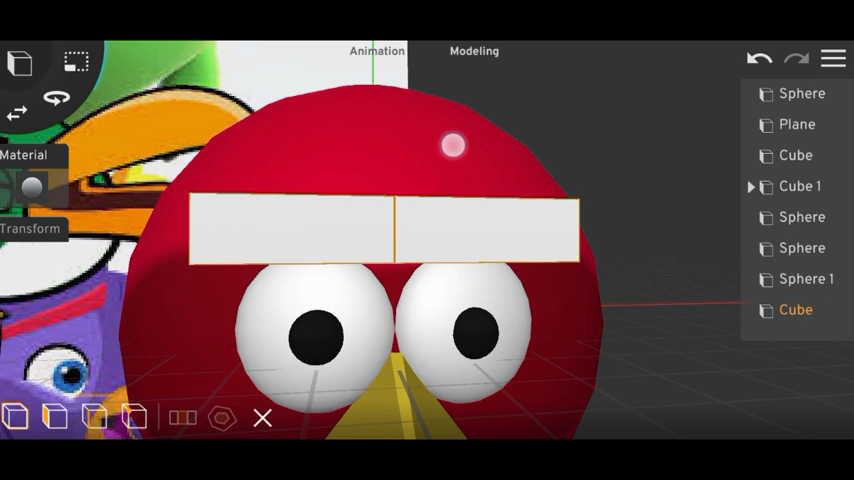 Animation
Modeling
Material
Transform
Sphere
Plane
Cube
Cube 1
Sphere
Sphere
Sphere 1
Cube